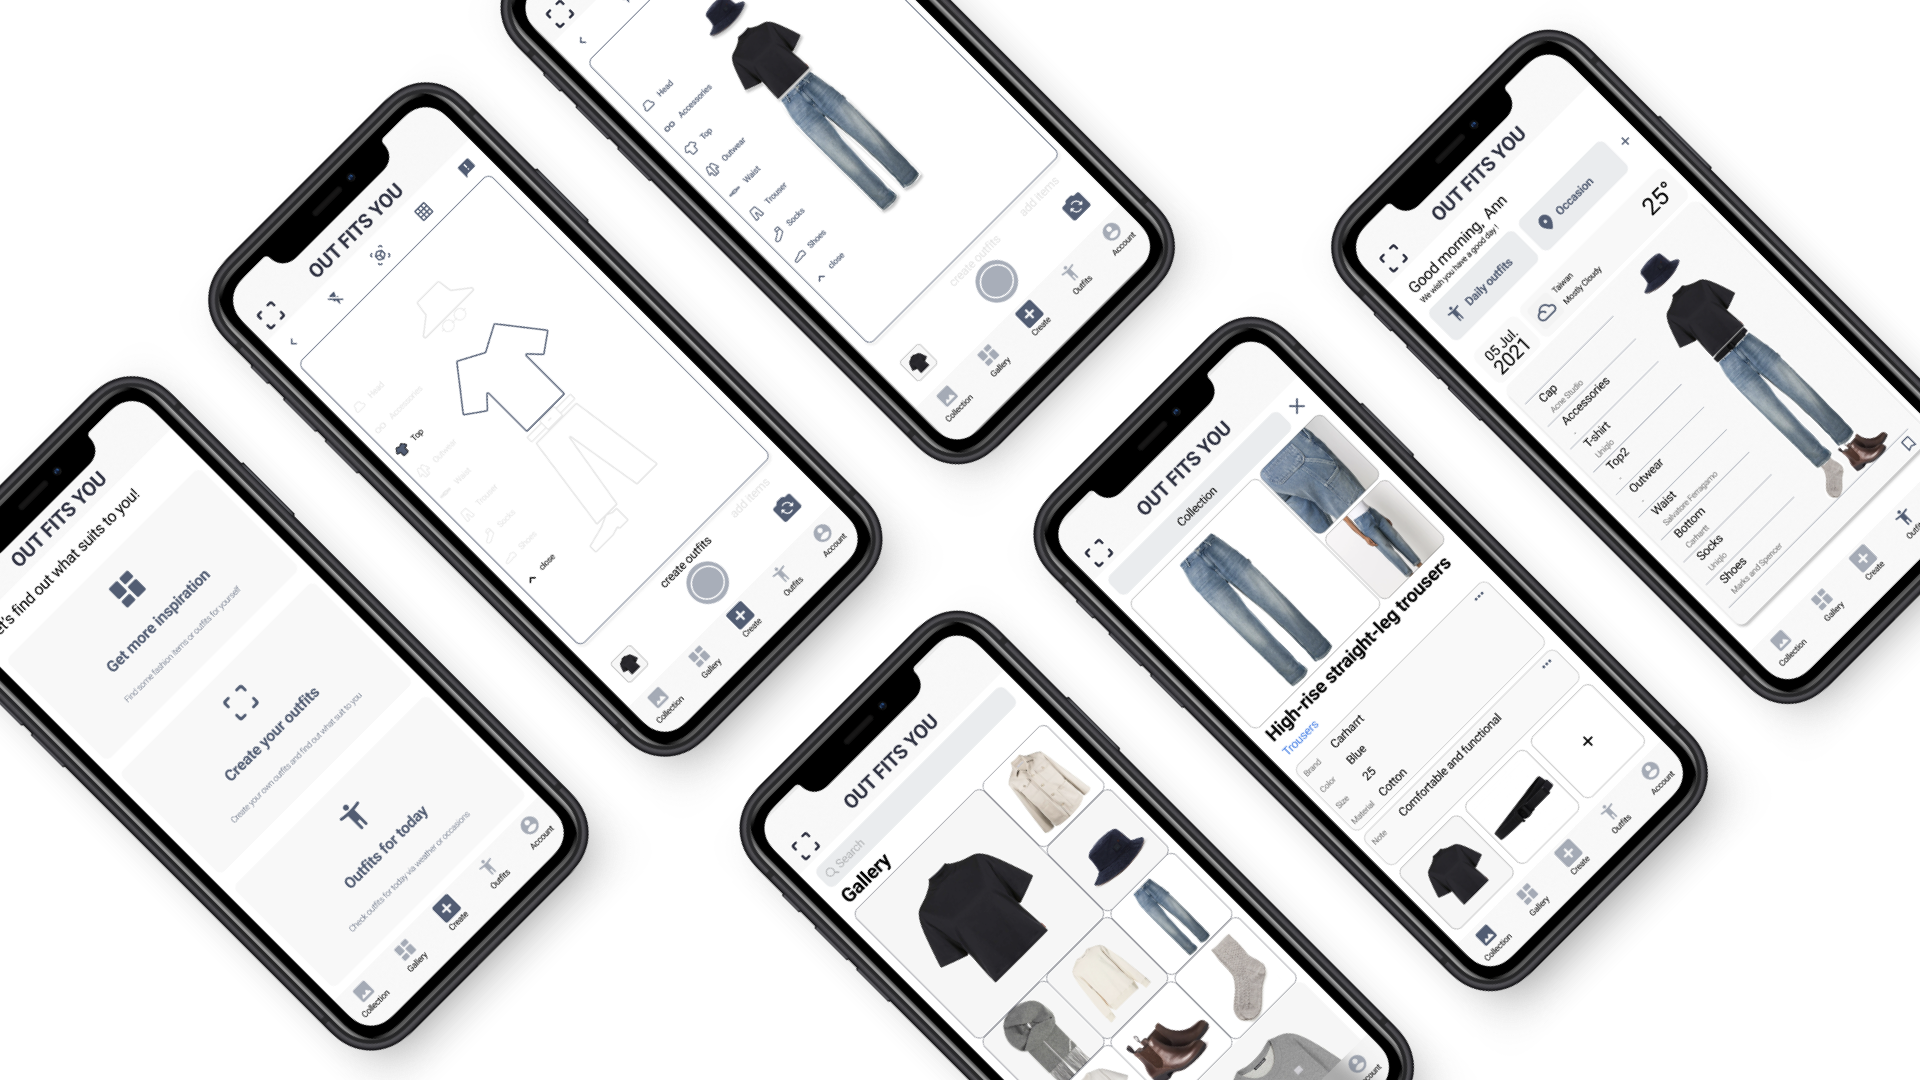 OUT FITS YOU
let's find out what suits to you!
Get more inspiration
Find some fashion items or outfits for yourself
Create your outfits
Create your own outfits and find out what suit to you
Outfits for today
Check outfits for today via weather or occasions
Collection
Gallery
Create
Outfits
Account
OUT FITS YOU
Head
Accessories
Top
Outwear
Waist
Trouser
Socks
Shoes
close
create outfits
add items
Collection
Gallery
Create
Outfits
Account
Head
Accessories
Top
Outwear
Waist
Trouser
Socks
Shoes
close
create outfits
add items
Collection
Gallery
Create
Outfits
Account
OUT FITS YOU
Search
Gallery
OUT FITS YOU
Collection
High-rise straight-leg trousers
Trousers
Brand Carharrt
Color Blue
Size 25
Material Cotton
Note Comfortable and functional
Collection
Gallery
Create
Outfits
Account
OUT FITS YOU
Good morning, Ann
We wish you have a good day!
Daily outfits
Occasion
05 Jul.
2021
Taiwan
Mostly Cloudy
25°
Cap
Acne Studio
Accessories
-
T-shirt
Uniqlo
Top2
-
Outwear
-
Waist
Salvatore Ferragamo
Bottom
Carhartt
Socks
Uniqlo
Shoes
Marks and Spencer
Collection
Gallery
Create